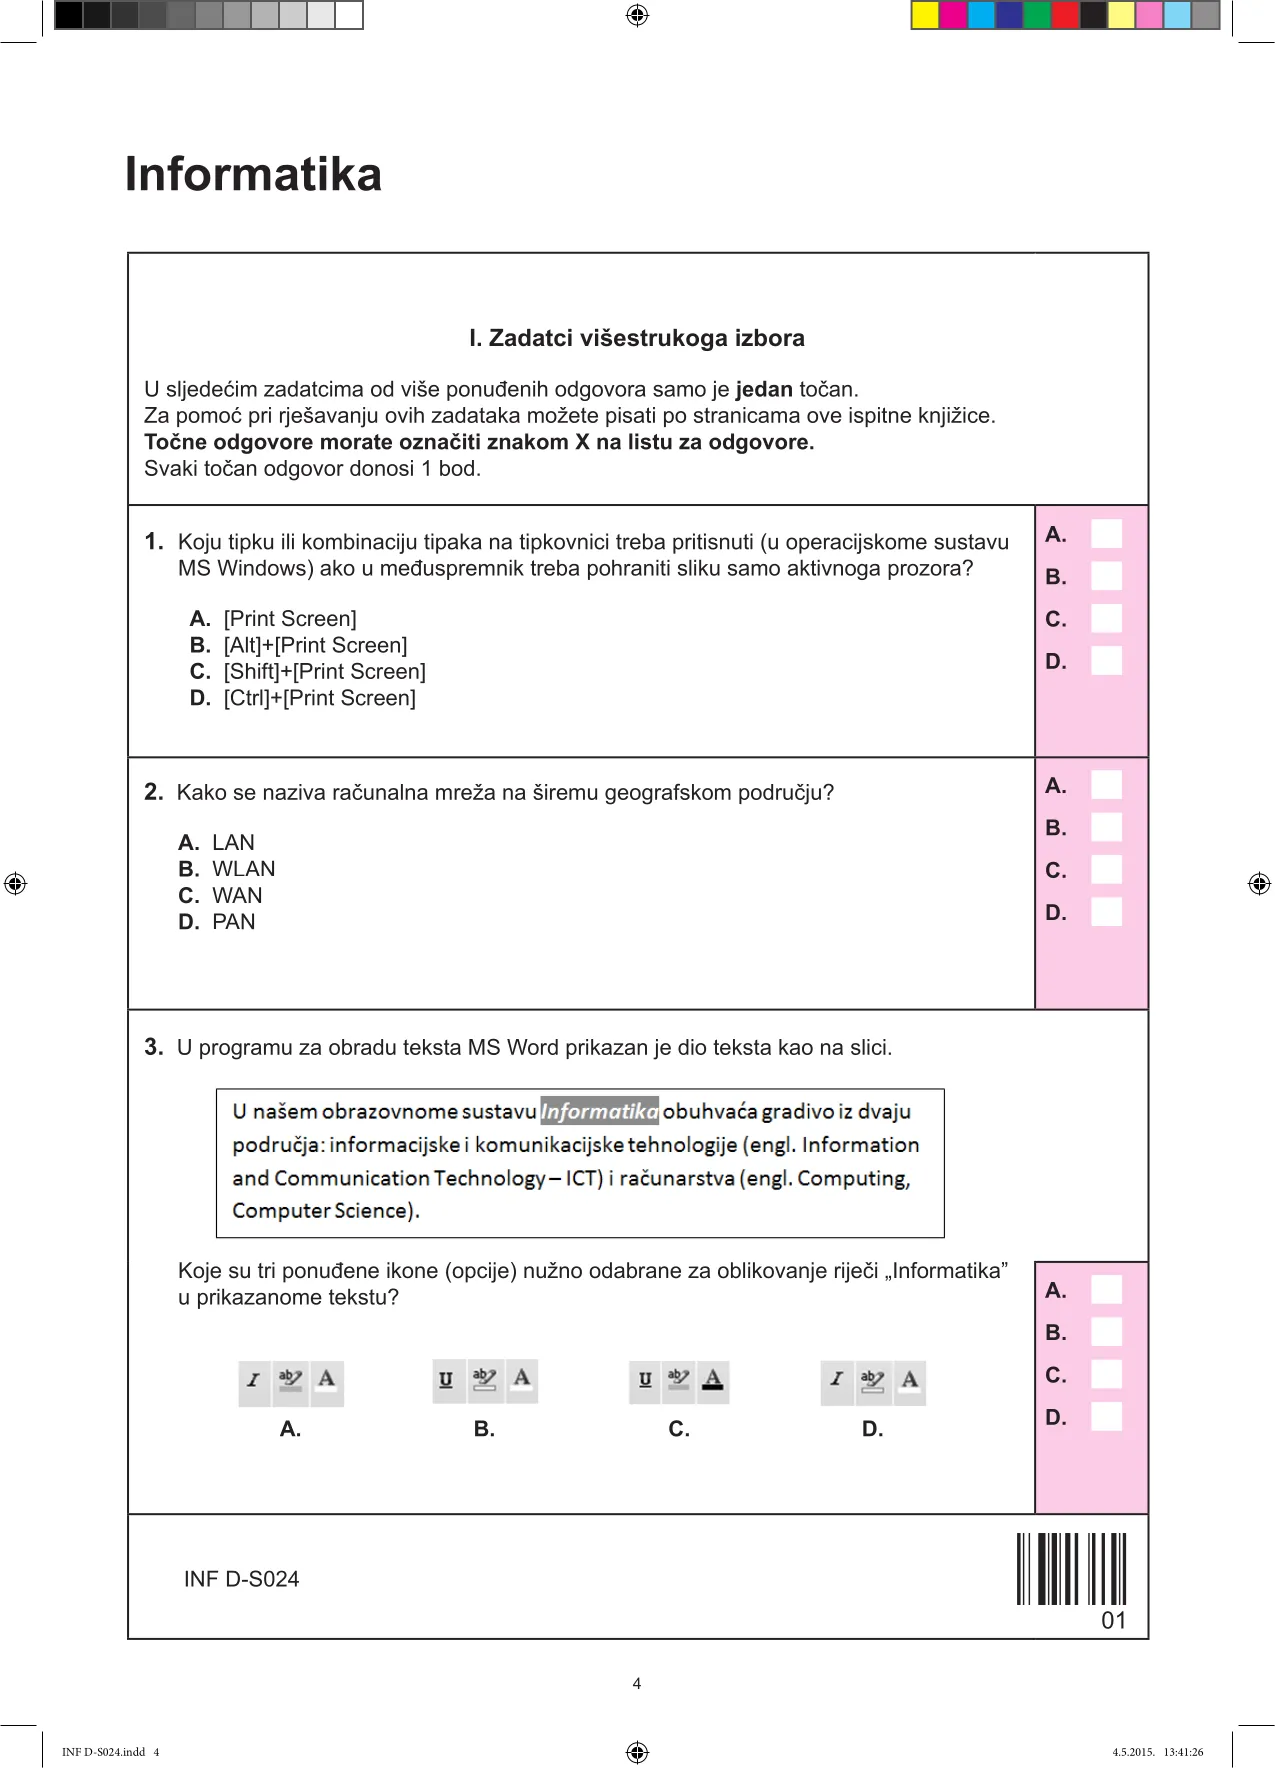 Informatika
I. Zadatci višestrukoga izbora
U sljedećim zadatcima od više ponuđenih odgovora samo je jedan točan.
Za pomoć pri rješavanju ovih zadataka možete pisati po stranicama ove ispitne knjižice.
Točne odgovore morate označiti znakom X na listu za odgovore.
Svaki točan odgovor donosi 1 bod.
1. Koju tipku ili kombinaciju tipaka na tipkovnici treba pritisnuti (u operacijskome sustavu
MS Windows) ako u međuspremnik treba pohraniti sliku samo aktivnoga prozora?
A. [Print Screen]
B. [Alt]+[Print Screen]
C. [Shift]+[Print Screen]
D. [Ctrl]+[Print Screen]
A.
B.
C.
D.
2. Kako se naziva računalna mreža na širemu geografskom području?
A. LAN
B. WLAN
C. WAN
D. PAN
A.
B.
C.
D.
3. U programu za obradu teksta MS Word prikazan je dio teksta kao na slici.
U našem obrazovnome sustavu Informatika obuhvaća gradivo iz dvaju
područja: informacijske i komunikacijske tehnologije (engl. Information
and Communication Technology – ICT) i računarstva (engl. Computing,
Computer Science).
Koje su tri ponuđene ikone (opcije) nužno odabrane za oblikovanje riječi „Informatika”
u prikazanome tekstu?
I ab A U ab A U ab A I ab A
A. B. C. D.
A.
B.
C.
D.
INF D-S024
01
4
INF D-S024.indd 4 4.5.2015. 13:41:26